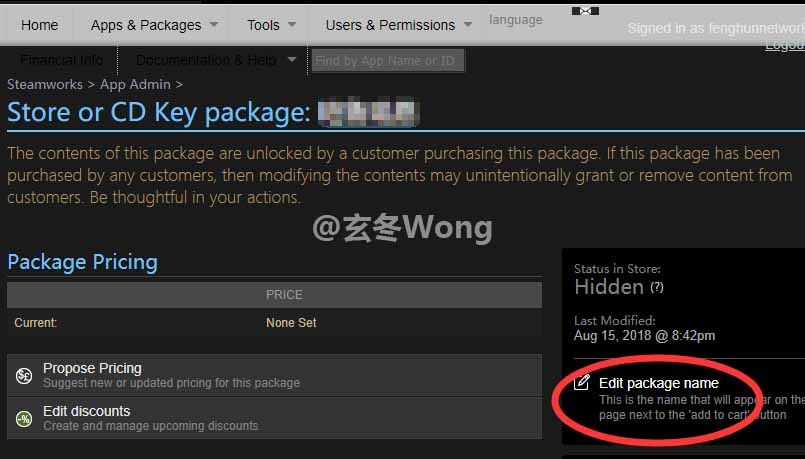 Home Apps & Packages Tools Users & Permissions language
Signed in as fenghunnetwork
Logout
Financial Info Documentation & Help Find by App Name or ID
Steamworks > App Admin >
Store or CD Key package:
The contents of this package are unlocked by a customer purchasing this package. If this package has been
purchased by any customers, then modifying the contents may unintentionally grant or remove content from
customers. Be thoughtful in your actions.
@玄冬Wong
Package Pricing
PRICE
Current: None Set
Propose Pricing
Suggest new or updated pricing for this package
Edit discounts
Create and manage upcoming discounts
Status in Store:
Hidden (?)
Last Modified:
Aug 15, 2018 @ 8:42pm
Edit package name
This is the name that will appear on the
page next to the 'add to cart' button